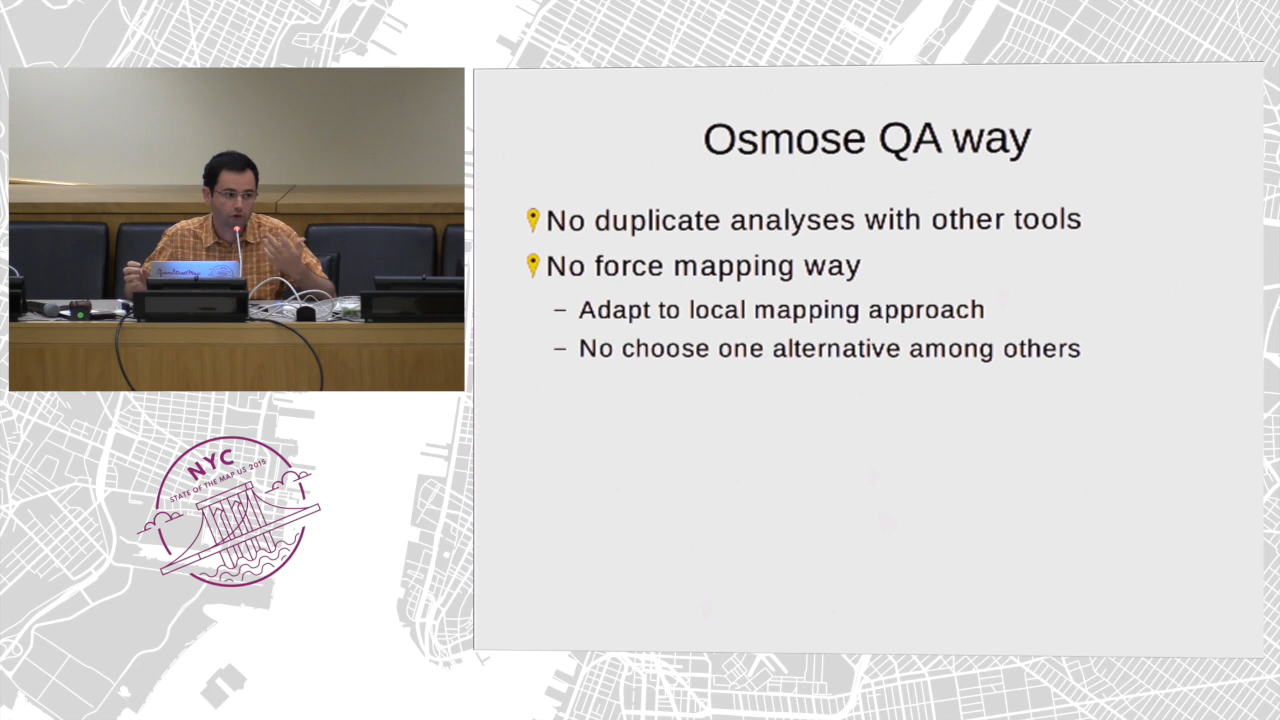 Osmose QA way
No duplicate analyses with other tools
No force mapping way
– Adapt to local mapping approach
– No choose one alternative among others
OpenStreetMap
NYC
STATE OF THE MAP US 2015